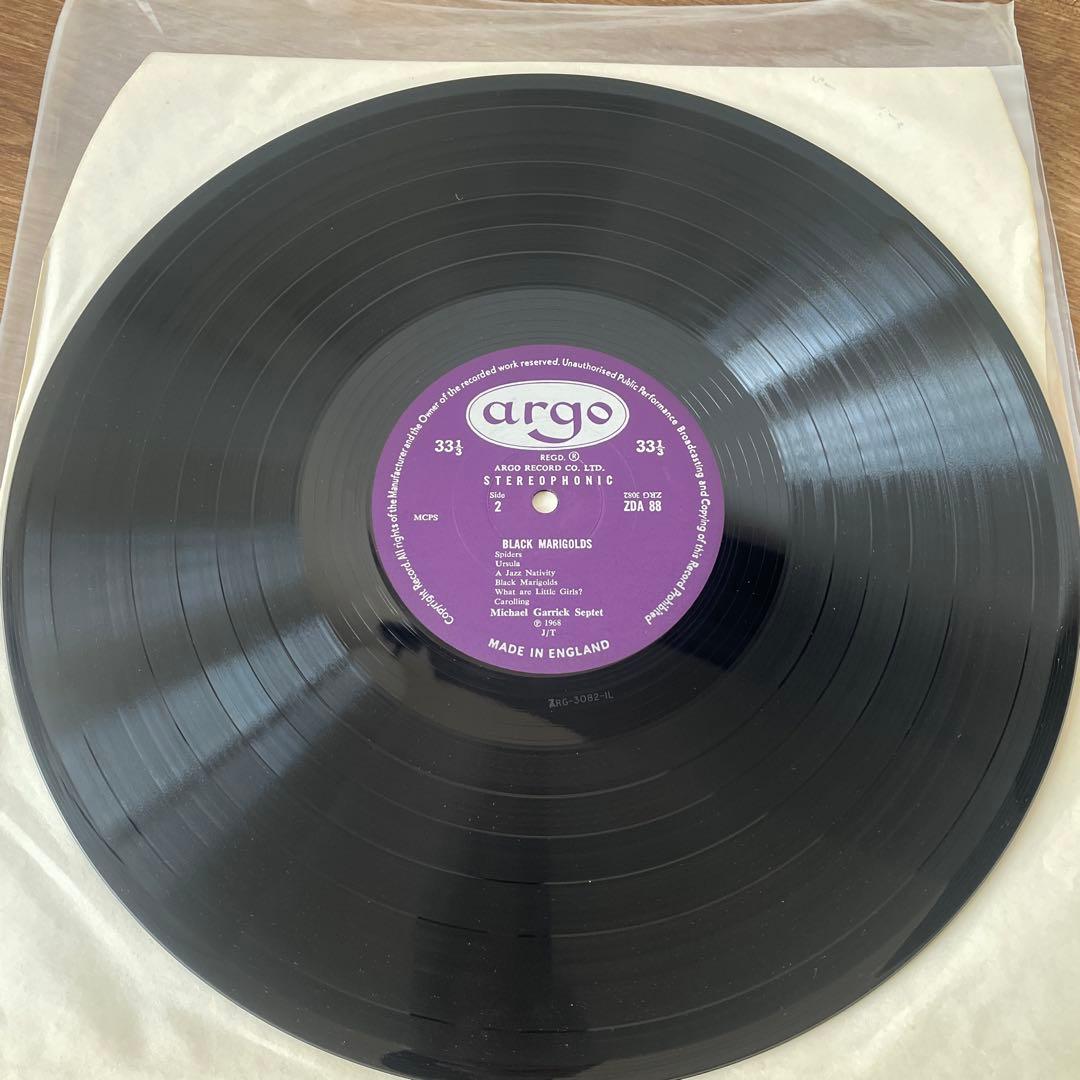 Copyright Record. All rights of the Manufacturer and the Owner of the recorded work reserved. Unauthorised Public Performance Broadcasting and Copying of this Record Prohibited
argo
33⅓ 33⅓
REGD. ®
ARGO RECORD CO. LTD.
STEREOPHONIC
Side
2
ZRG 3082
ZDA 88
MCPS
BLACK MARIGOLDS
Spiders
Ursula
A Jazz Nativity
Black Marigolds
What are Little Girls?
Carolling
Michael Garrick Septet
℗ 1968
J/T
MADE IN ENGLAND
ZRG-3082-1L